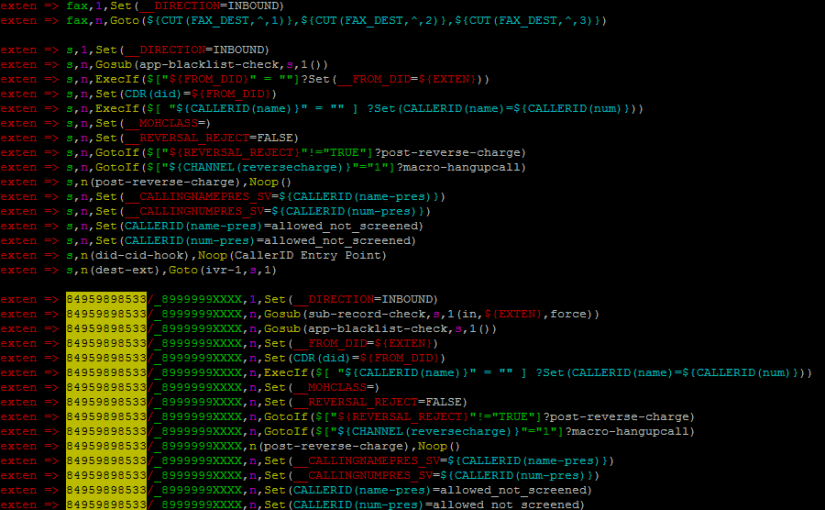 exten => fax,1,Set(__DIRECTION=INBOUND)
exten => fax,n,Goto(${CUT(FAX_DEST,^,1)},${CUT(FAX_DEST,^,2)},${CUT(FAX_DEST,^,3)})
exten => s,1,Set(__DIRECTION=INBOUND)
exten => s,n,Gosub(app-blacklist-check,s,1())
exten => s,n,ExecIf($["${FROM_DID}" = ""]?Set(__FROM_DID=${EXTEN}))
exten => s,n,Set(CDR(did)=${FROM_DID})
exten => s,n,ExecIf($[ "${CALLERID(name)}" = "" ] ?Set(CALLERID(name)=${CALLERID(num)}))
exten => s,n,Set(__MOHCLASS=)
exten => s,n,Set(__REVERSAL_REJECT=FALSE)
exten => s,n,GotoIf($["${REVERSAL_REJECT}"!="TRUE"]?post-reverse-charge)
exten => s,n,GotoIf($["${CHANNEL(reversecharge)}"="1"]?macro-hangupcall)
exten => s,n(post-reverse-charge),Noop()
exten => s,n,Set(__CALLINGNAMEPRES_SV=${CALLERID(name-pres)})
exten => s,n,Set(__CALLINGNUMPRES_SV=${CALLERID(num-pres)})
exten => s,n,Set(CALLERID(name-pres)=allowed_not_screened)
exten => s,n,Set(CALLERID(num-pres)=allowed_not_screened)
exten => s,n(did-cid-hook),Noop(CallerID Entry Point)
exten => s,n(dest-ext),Goto(ivr-1,s,1)
exten => 84959898533/_8999999XXXX,1,Set(__DIRECTION=INBOUND)
exten => 84959898533/_8999999XXXX,n,Gosub(sub-record-check,s,1(in,${EXTEN},force))
exten => 84959898533/_8999999XXXX,n,Gosub(app-blacklist-check,s,1())
exten => 84959898533/_8999999XXXX,n,Set(__FROM_DID=${EXTEN})
exten => 84959898533/_8999999XXXX,n,Set(CDR(did)=${FROM_DID})
exten => 84959898533/_8999999XXXX,n,ExecIf($[ "${CALLERID(name)}" = "" ] ?Set(CALLERID(name)=${CALLERID(num)}))
exten => 84959898533/_8999999XXXX,n,Set(__MOHCLASS=)
exten => 84959898533/_8999999XXXX,n,Set(__REVERSAL_REJECT=FALSE)
exten => 84959898533/_8999999XXXX,n,GotoIf($["${REVERSAL_REJECT}"!="TRUE"]?post-reverse-charge)
exten => 84959898533/_8999999XXXX,n,GotoIf($["${CHANNEL(reversecharge)}"="1"]?macro-hangupcall)
exten => 84959898533/_8999999XXXX,n(post-reverse-charge),Noop()
exten => 84959898533/_8999999XXXX,n,Set(__CALLINGNAMEPRES_SV=${CALLERID(name-pres)})
exten => 84959898533/_8999999XXXX,n,Set(__CALLINGNUMPRES_SV=${CALLERID(num-pres)})
exten => 84959898533/_8999999XXXX,n,Set(CALLERID(name-pres)=allowed_not_screened)
exten => 84959898533/_8999999XXXX,n,Set(CALLERID(num-pres)=allowed_not_screened)